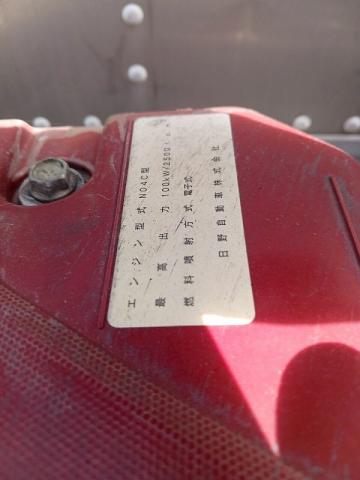 エンジン型式-N04C型
最高出力 100kW/2500r.p.m
燃料噴射方式 電子式
日野自動車株式会社